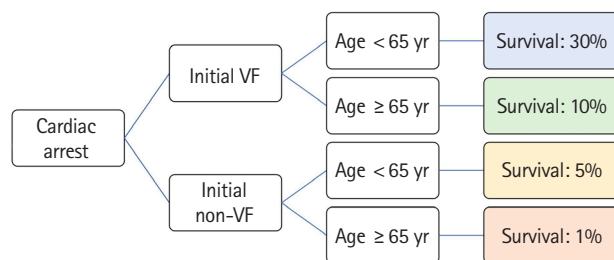 Cardiac
arrest
Initial VF
Age < 65 yr
Survival: 30%
Age ≥ 65 yr
Survival: 10%
Initial
non-VF
Age < 65 yr
Survival: 5%
Age ≥ 65 yr
Survival: 1%